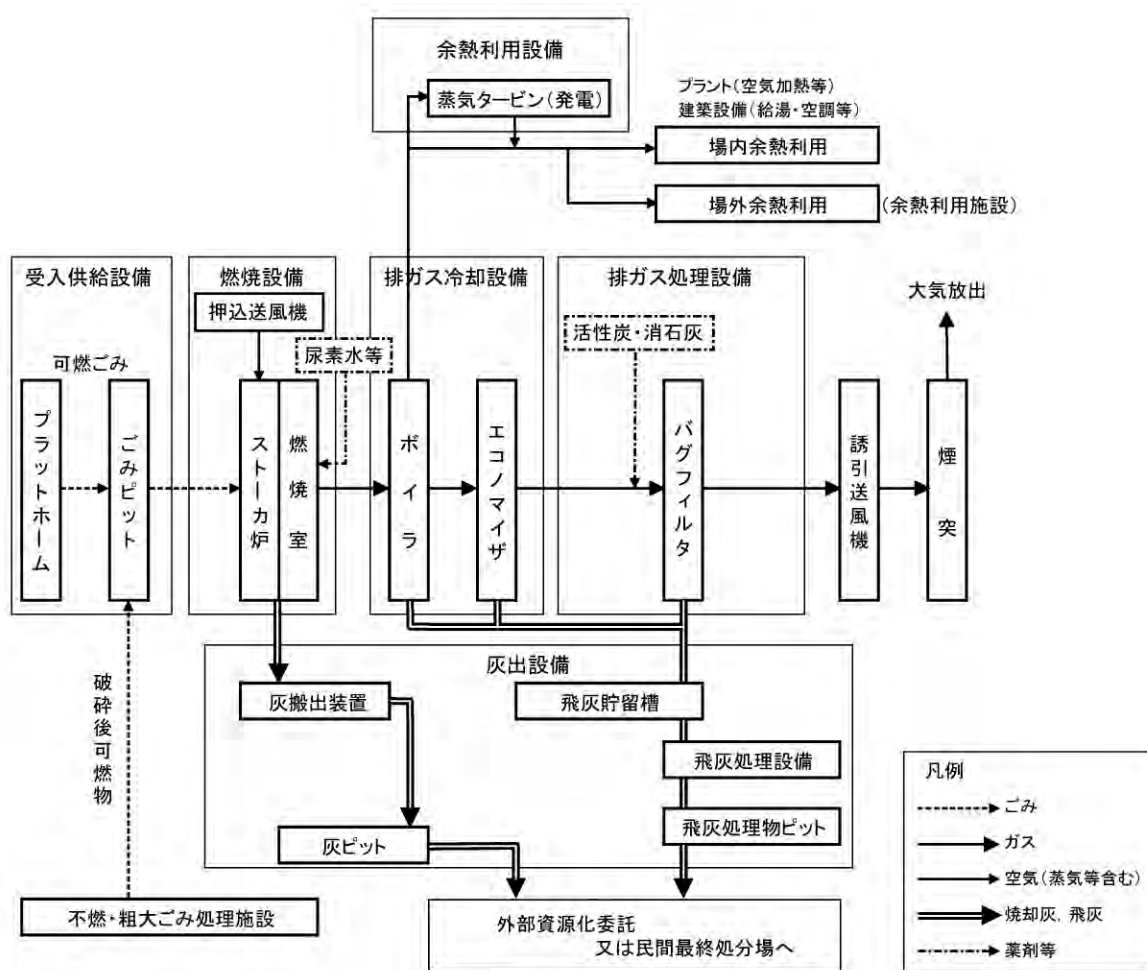 余熱利用設備
蒸気タービン(発電)
プラント(空気加熱等)
建築設備(給湯・空調等)
場内余熱利用
場外余熱利用
(余熱利用施設)
受入供給設備
可燃ごみ
プラットホーム
ごみピット
燃焼設備
押込送風機
尿素水等
ストーカ炉
燃焼室
排ガス冷却設備
ボイラ
エコノマイザ
排ガス処理設備
活性炭・消石灰
バグフィルタ
誘引送風機
大気放出
煙突
破砕後可燃物
不燃・粗大ごみ処理施設
灰出設備
灰搬出装置
灰ピット
飛灰貯留槽
飛灰処理設備
飛灰処理物ピット
外部資源化委託
又は民間最終処分場へ
凡例
ごみ
ガス
空気(蒸気等含む)
焼却灰、飛灰
薬剤等